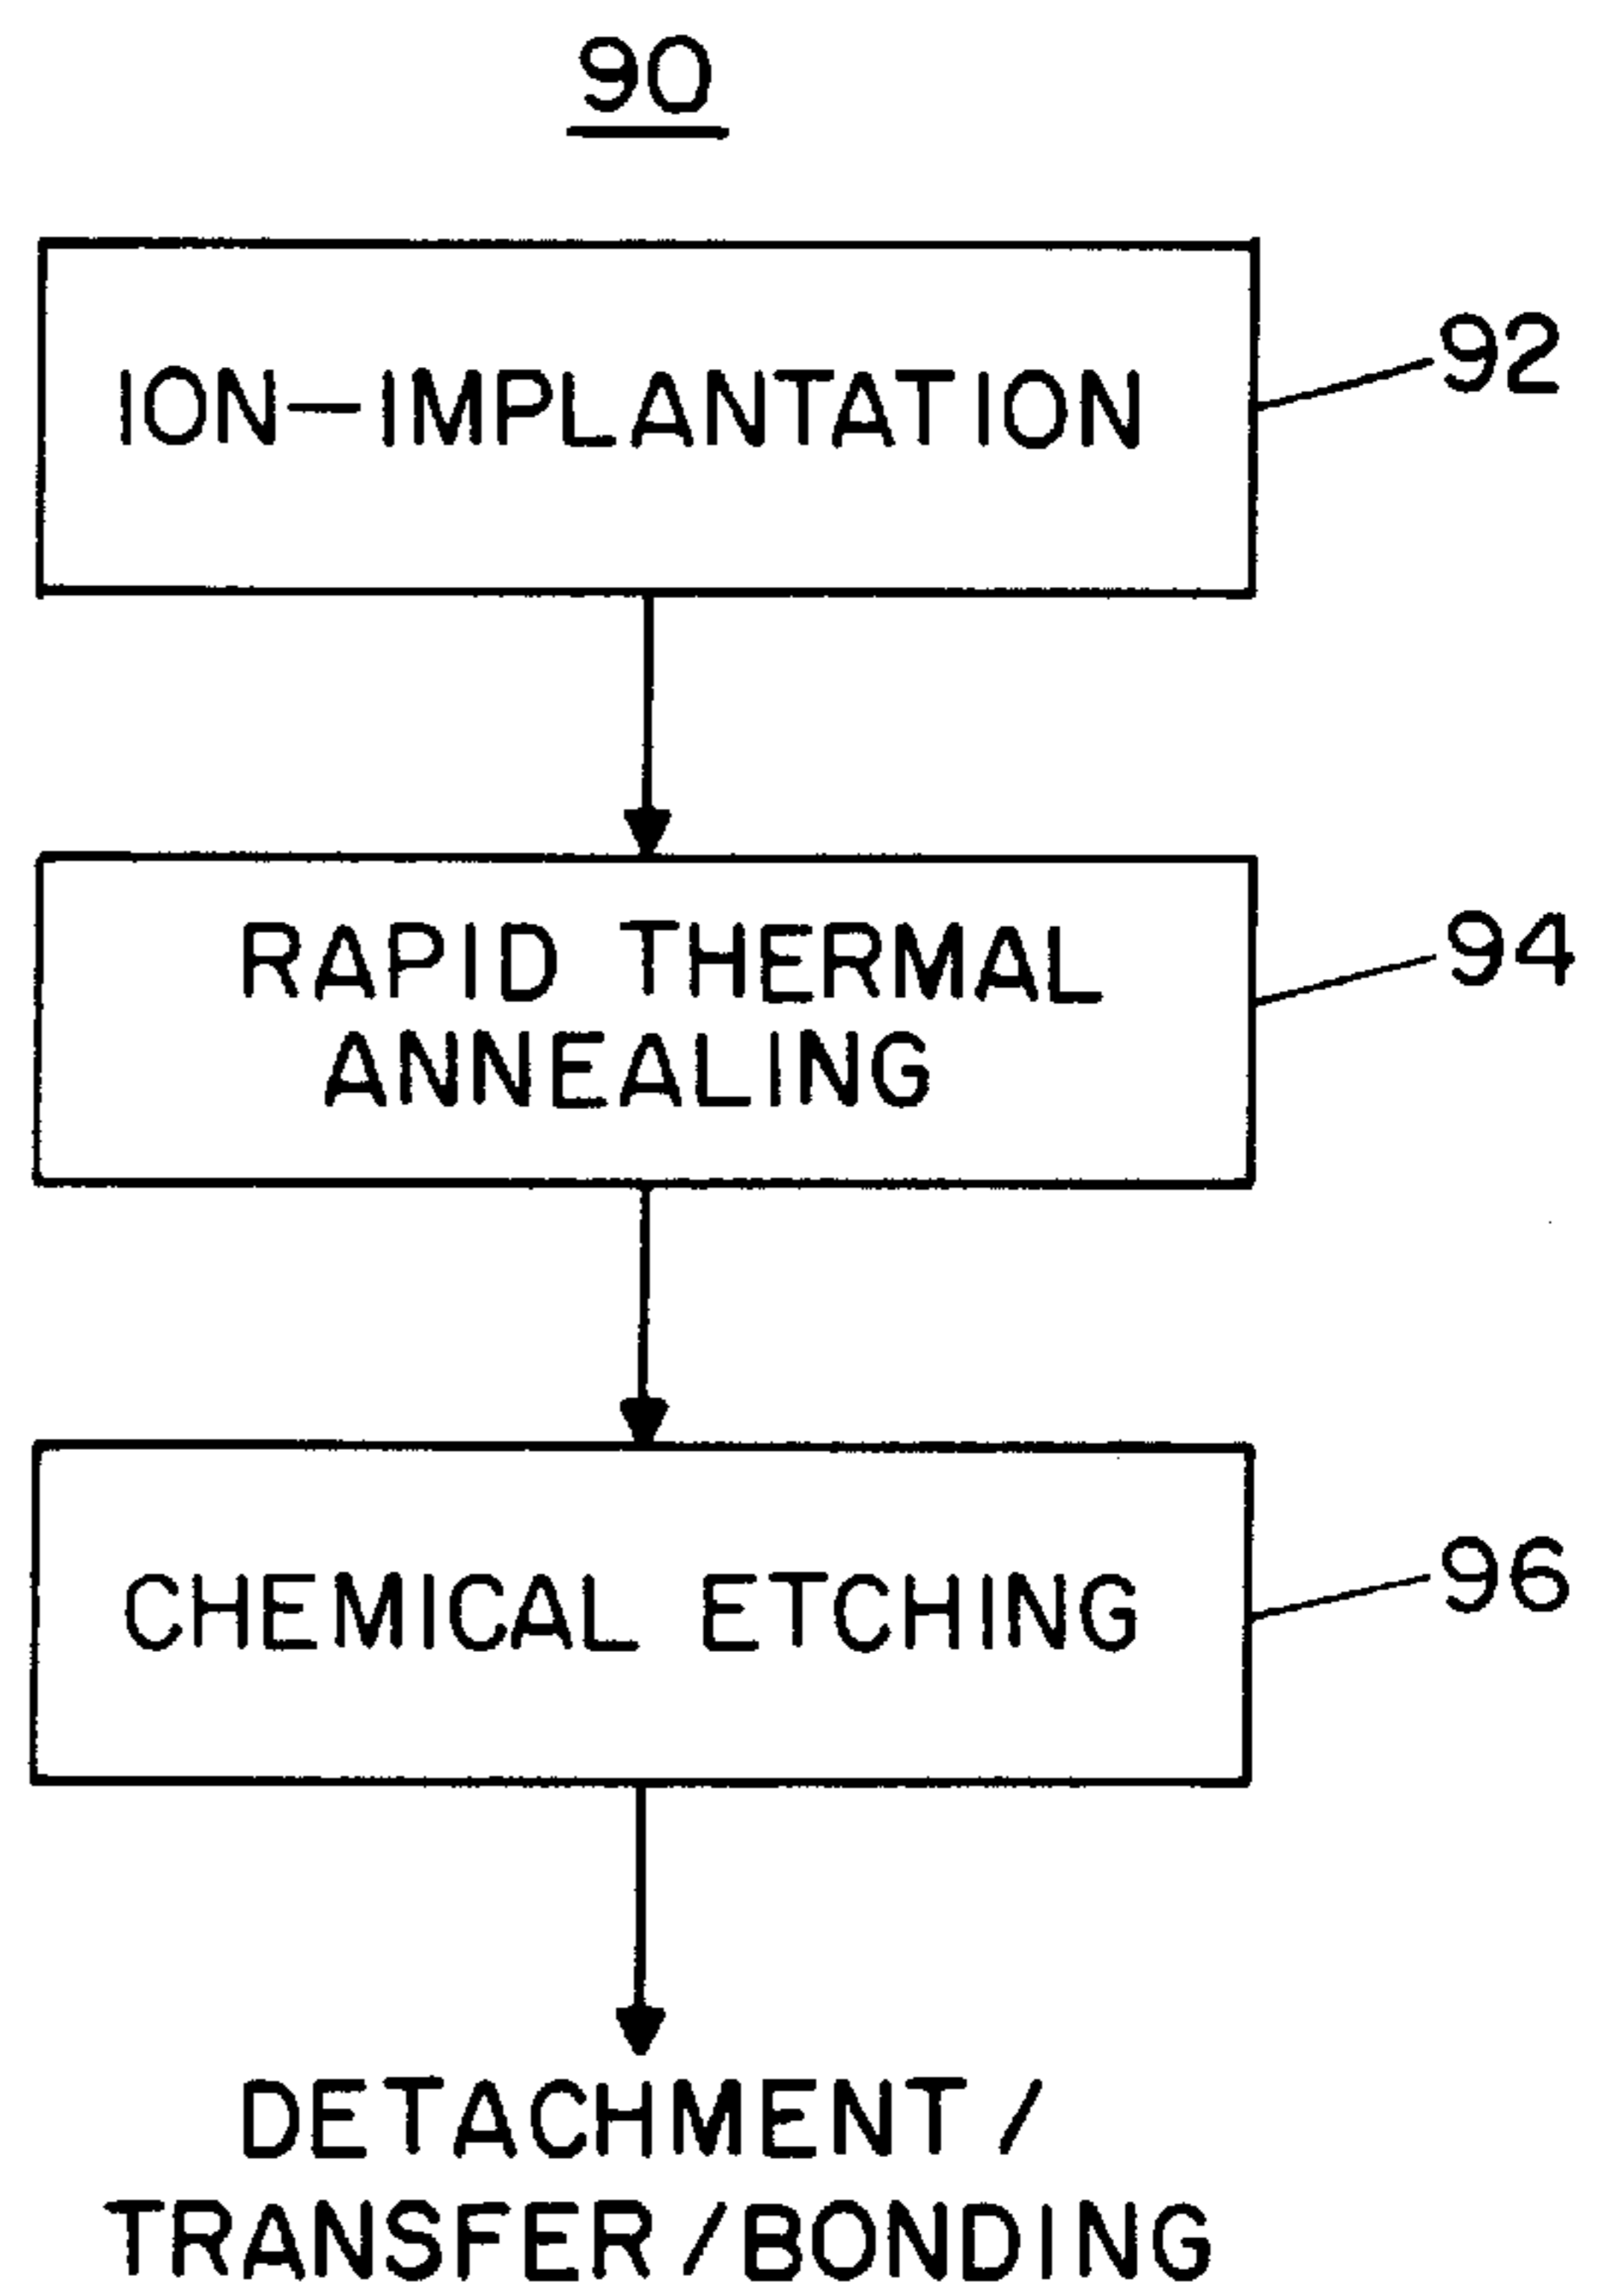 90
ION-IMPLANTATION
92
RAPID THERMAL
ANNEALING
94
CHEMICAL ETCHING
96
DETACHMENT/
TRANSFER/BONDING